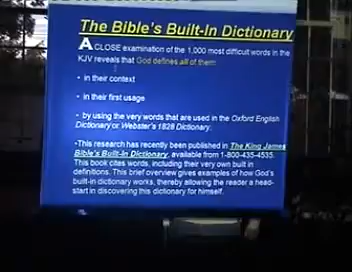 The Bible's Built-In Dictionary
A CLOSE examination of the 1,000 most difficult words in the
KJV reveals that God defines all of them:
• in their context
• in their first usage
• by using the very words that are used in the Oxford English
Dictionary or Webster's 1828 Dictionary.
•This research has recently been published in The King James
Bible's Built-In Dictionary, available from 1-800-435-4535.
This book cites words, including their very own built in
definitions. This brief overview gives examples of how God's
built-in dictionary works, thereby allowing the reader a head-
start in discovering this dictionary for himself.